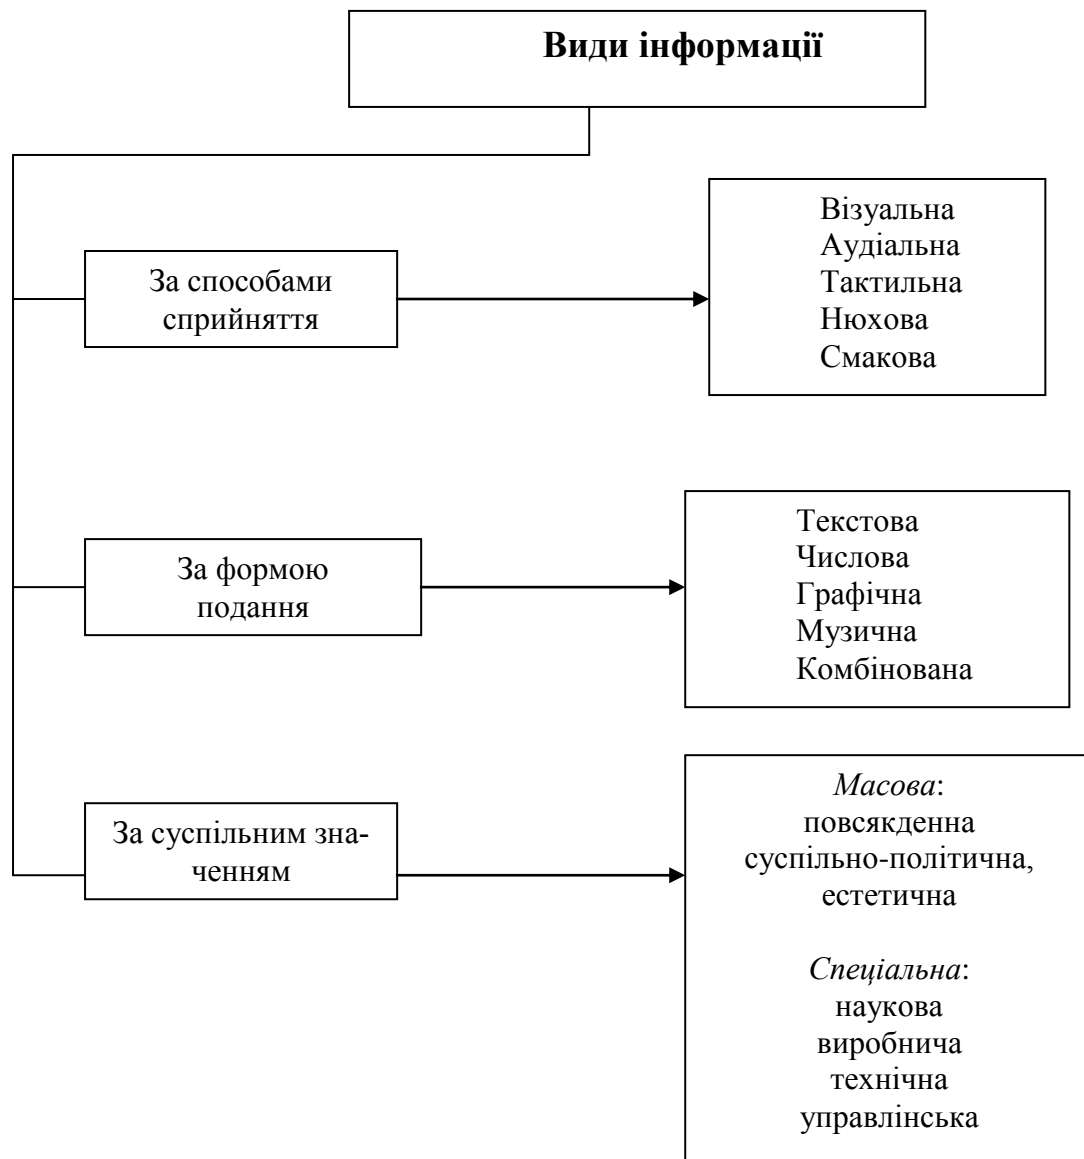 Види інформації
За способами
сприйняття
Візуальна
Аудіальна
Тактильна
Нюхова
Смакова
За формою
подання
Текстова
Числова
Графічна
Музична
Комбінована
За суспільним зна-
ченням
Масова:
повсякденна
суспільно-політична,
естетична
Спеціальна:
наукова
виробнича
технічна
управлінська